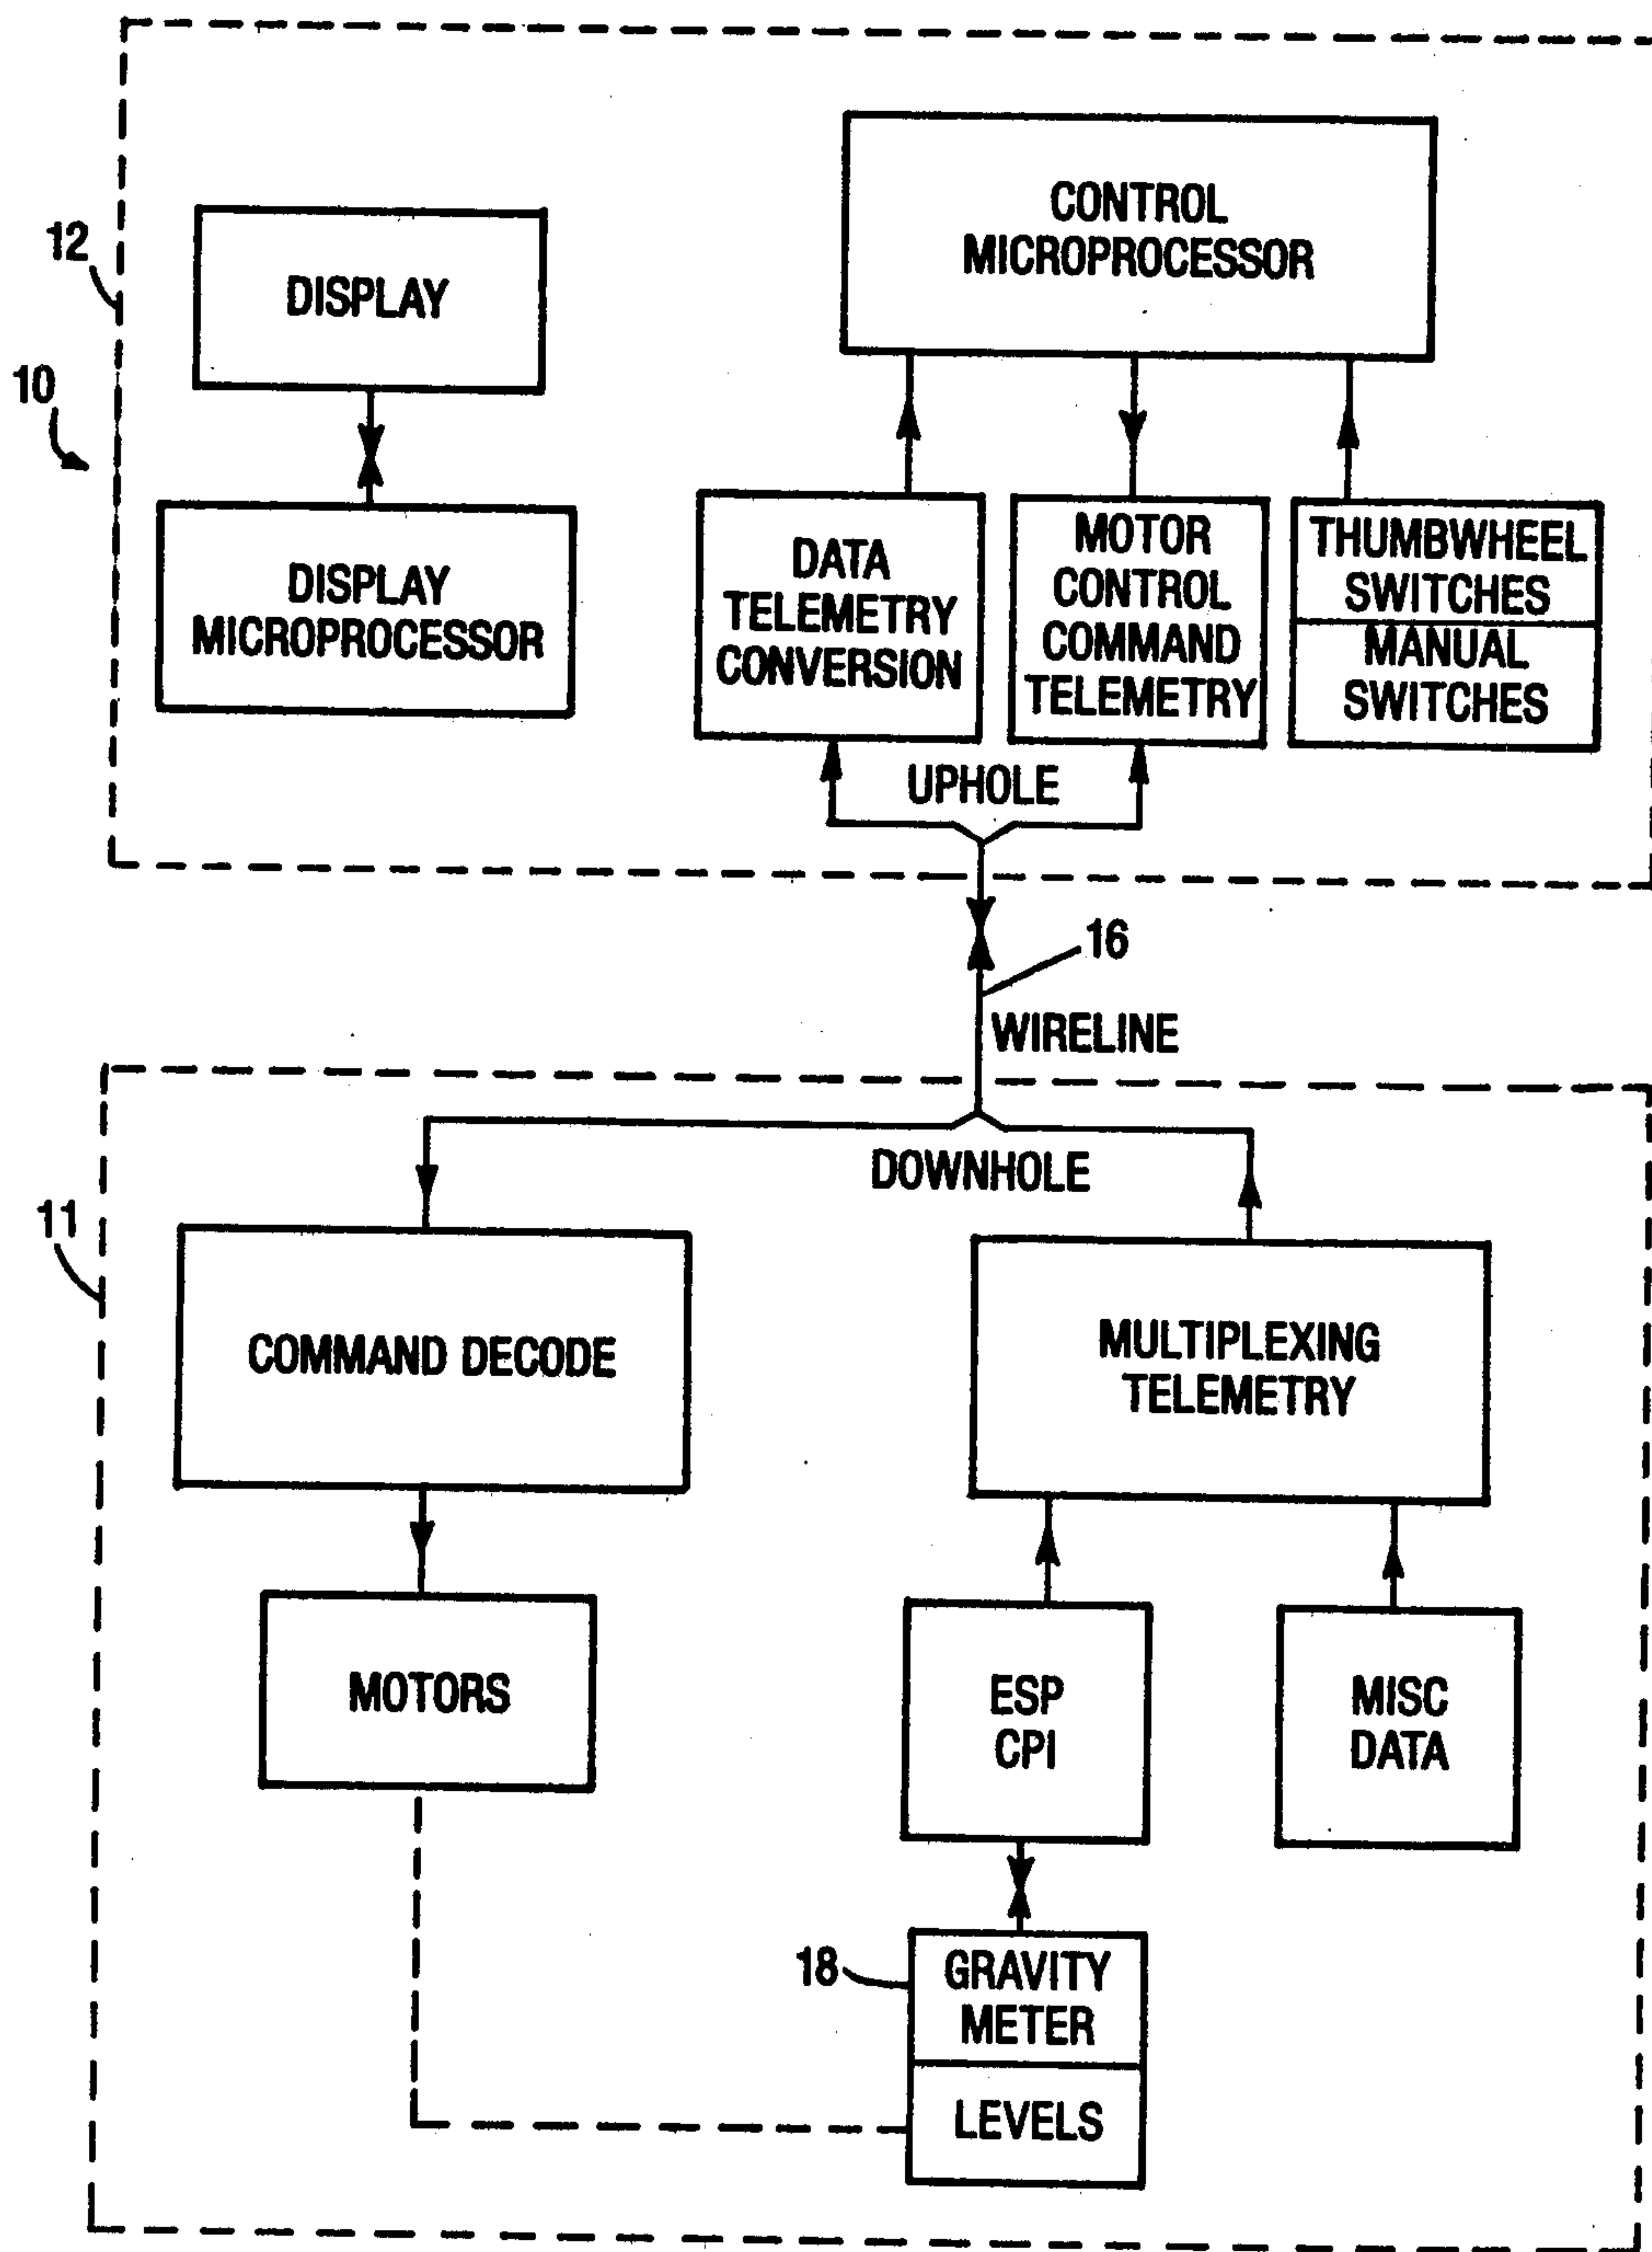 12
10
DISPLAY
DISPLAY
MICROPROCESSOR
CONTROL
MICROPROCESSOR
DATA
TELEMETRY
CONVERSION
MOTOR
CONTROL
COMMAND
TELEMETRY
THUMBWHEEL
SWITCHES
MANUAL
SWITCHES
UPHOLE
16
WIRELINE
DOWNHOLE
11
COMMAND DECODE
MULTIPLEXING
TELEMETRY
MOTORS
ESP
CPI
MISC
DATA
18
GRAVITY
METER
LEVELS